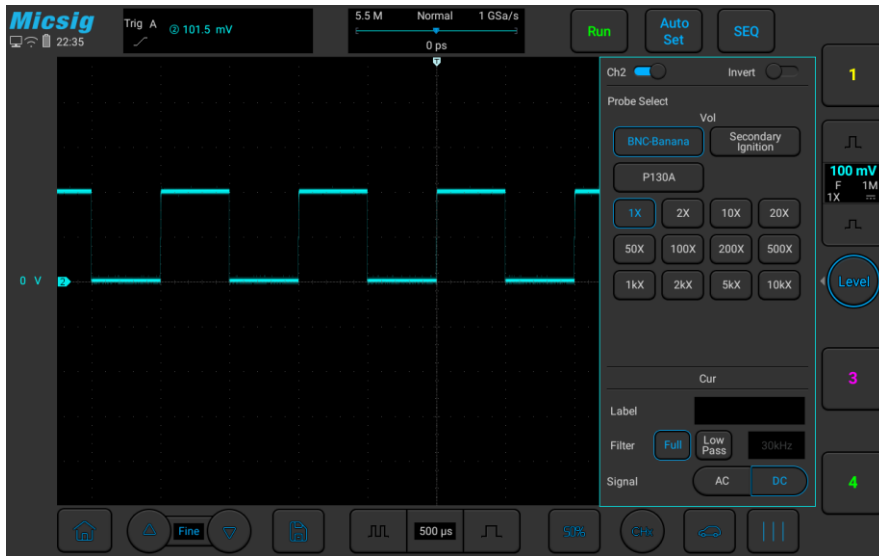 Micsig
22:35
Trig A ② 101.5 mV
5.5 M Normal 1 GSa/s
0 ps
T
Run
Auto
Set
SEQ
Ch2
Invert
Probe Select
Vol
BNC-Banana
Secondary
Ignition
P130A
1X 2X 10X 20X
50X 100X 200X 500X
1kX 2kX 5kX 10kX
Cur
Label
Filter Full Low
Pass 30kHz
Signal AC DC
0 V 2
1
100 mV
F 1M
1X
Level
3
4
Fine
500 µs
50%
CHx